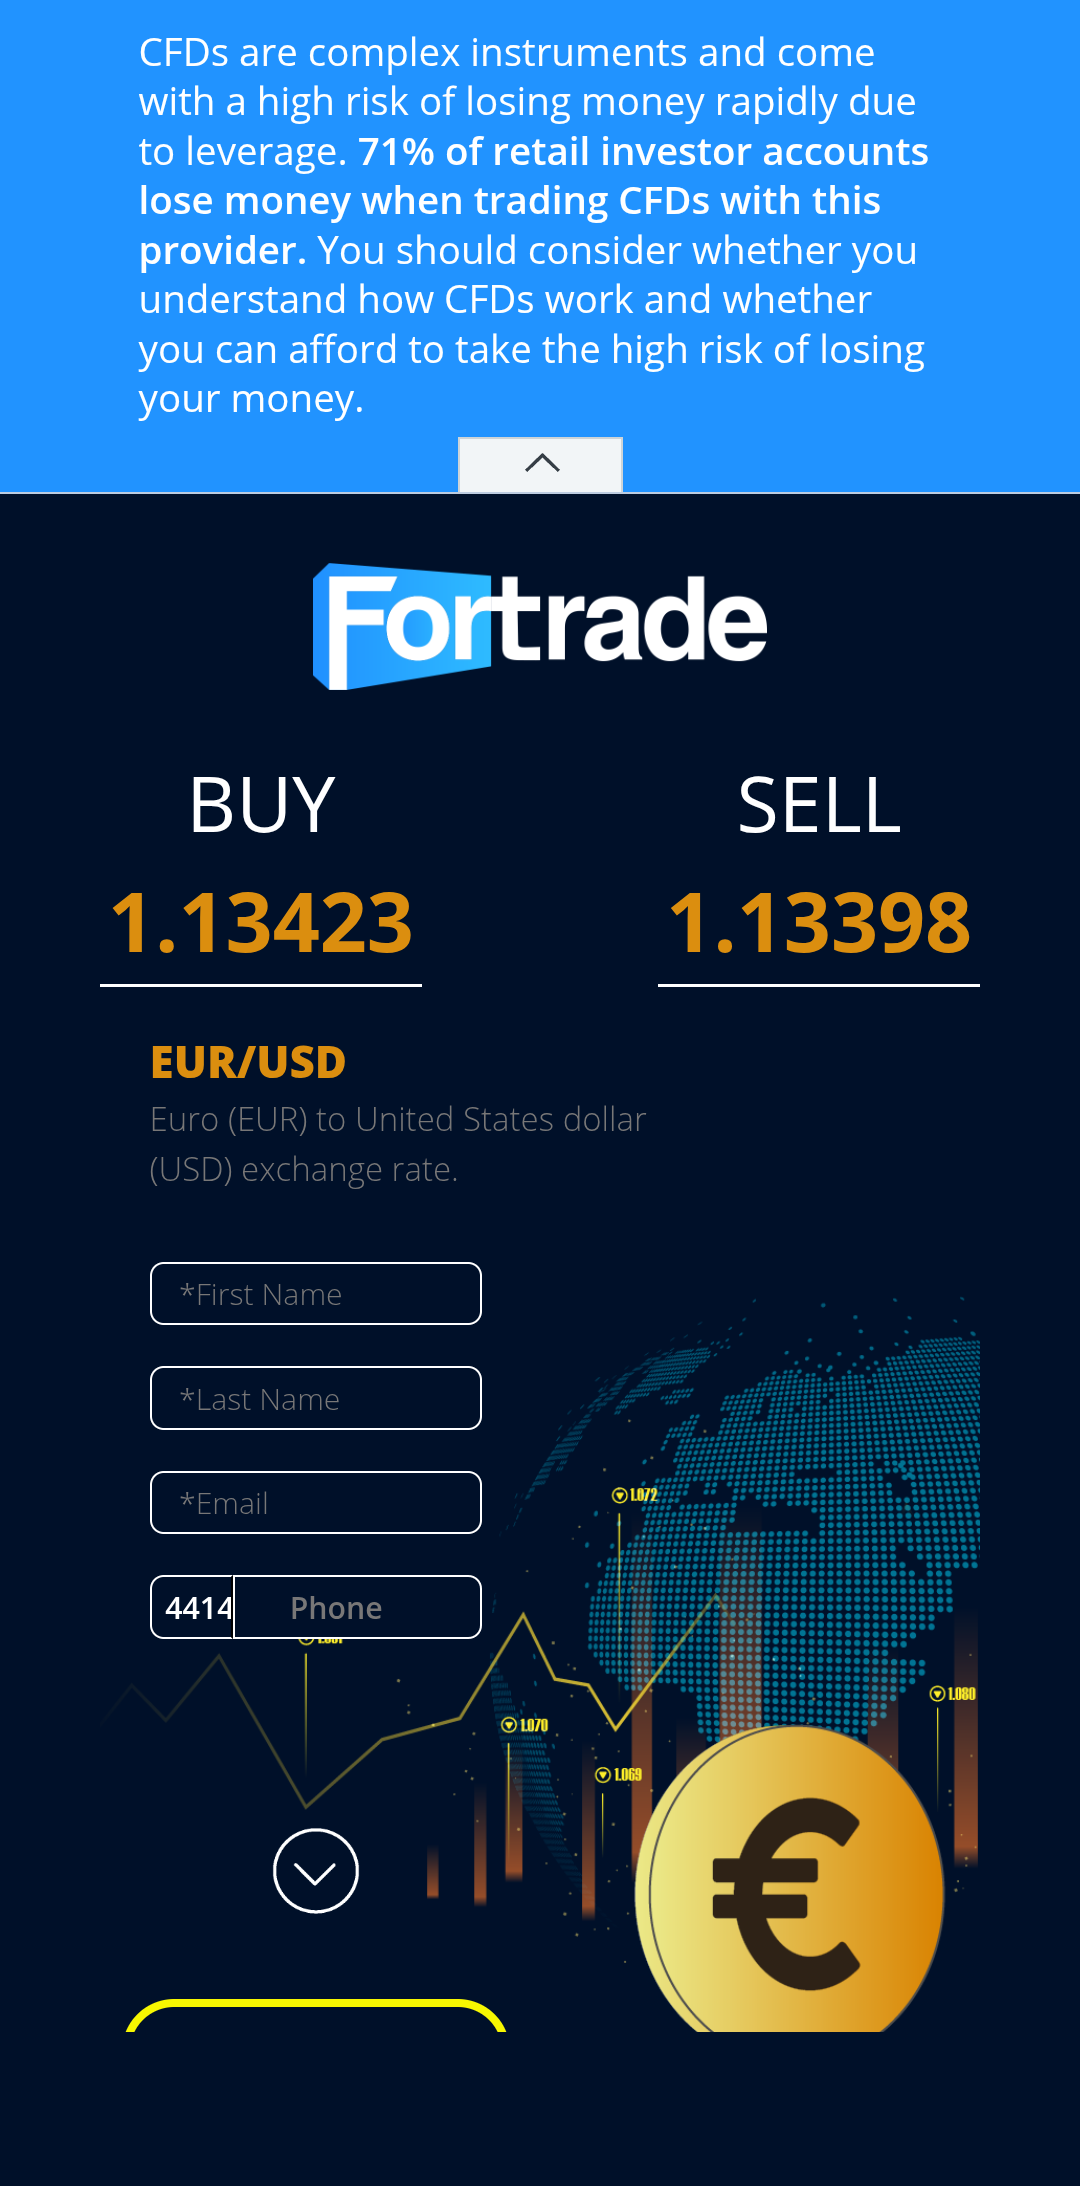 CFDs are complex instruments and come
with a high risk of losing money rapidly due
to leverage. 71% of retail investor accounts
lose money when trading CFDs with this
provider. You should consider whether you
understand how CFDs work and whether
you can afford to take the high risk of losing
your money.
Fortrade
BUY SELL
1.13423 1.13398
EUR/USD
Euro (EUR) to United States dollar
(USD) exchange rate.
*First Name
*Last Name
*Email
1.072
4414 Phone
1.080
1.070
1.069
€